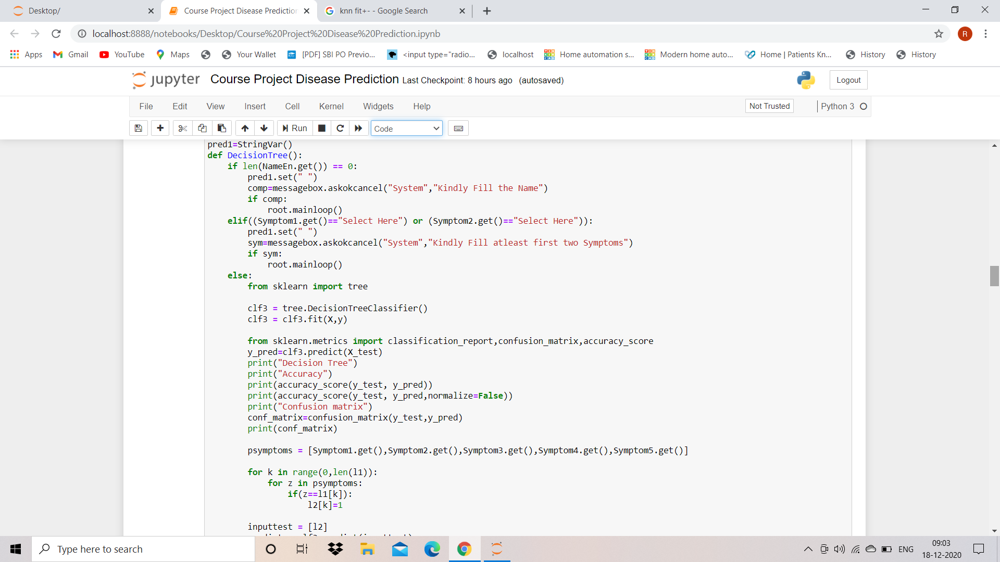 Desktop/
Course Project Disease Prediction
knn fit+- - Google Search
localhost:8888/notebooks/Desktop/Course%20Project%20Disease%20Prediction.ipynb
R
Apps
Gmail
YouTube
Maps
Your Wallet
[PDF] SBI PO Previo...
<input type="radio...
localhost
Home automation s...
Modern home auto...
Home | Patients Kn...
History
History
jupyter
Course Project Disease Prediction Last Checkpoint: 8 hours ago (autosaved)
Logout
File Edit View Insert Cell Kernel Widgets Help
Not Trusted
Python 3
Run
Code
pred1=StringVar()
def DecisionTree():
    if len(NameEn.get()) == 0:
        pred1.set(" ")
        comp=messagebox.askokcancel("System","Kindly Fill the Name")
        if comp:
            root.mainloop()
    elif((Symptom1.get()=="Select Here") or (Symptom2.get()=="Select Here")):
        pred1.set(" ")
        sym=messagebox.askokcancel("System","Kindly Fill atleast first two Symptoms")
        if sym:
            root.mainloop()
    else:
        from sklearn import tree
        clf3 = tree.DecisionTreeClassifier()
        clf3 = clf3.fit(X,y)
        from sklearn.metrics import classification_report,confusion_matrix,accuracy_score
        y_pred=clf3.predict(X_test)
        print("Decision Tree")
        print("Accuracy")
        print(accuracy_score(y_test, y_pred))
        print(accuracy_score(y_test, y_pred,normalize=False))
        print("Confusion matrix")
        conf_matrix=confusion_matrix(y_test,y_pred)
        print(conf_matrix)
        psymptoms = [Symptom1.get(),Symptom2.get(),Symptom3.get(),Symptom4.get(),Symptom5.get()]
        for k in range(0,len(l1)):
            for z in psymptoms:
                if(z==l1[k]):
                    l2[k]=1
        inputtest = [l2]
Type here to search
ENG
09:03
18-12-2020